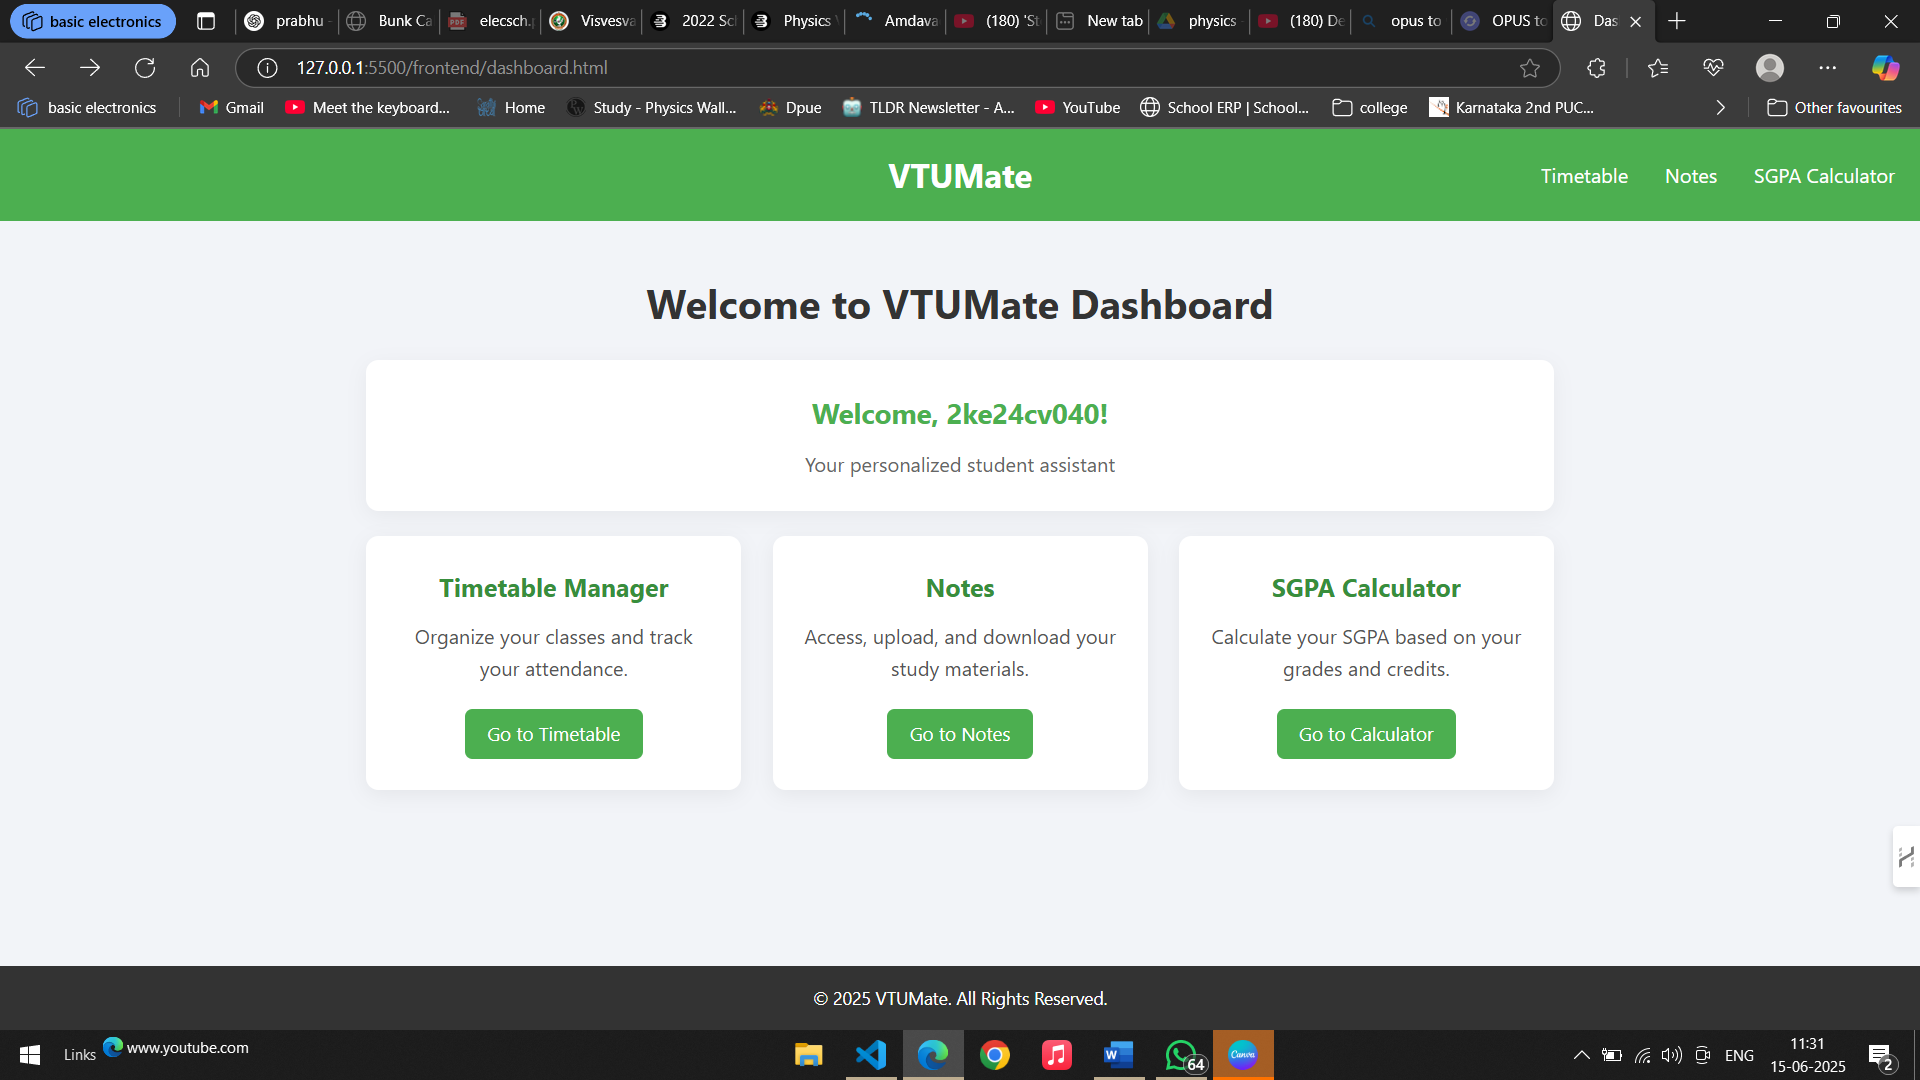 basic electronics
prabhu
Bunk Ca
elecsch.p
Visvesva
2022 Sch
Physics
Amdava
(180) 'St
New tab
physics
(180) De
opus to
OPUS to
Das
127.0.0.1:5500/frontend/dashboard.html
basic electronics
Gmail
Meet the keyboard...
Home
Study - Physics Wall...
Dpue
TLDR Newsletter - A...
YouTube
School ERP | School...
college
Karnataka 2nd PUC...
Other favourites
VTUMate
Timetable
Notes
SGPA Calculator
Welcome to VTUMate Dashboard
Welcome, 2ke24cv040!
Your personalized student assistant
Timetable Manager
Organize your classes and track
your attendance.
Go to Timetable
Notes
Access, upload, and download your
study materials.
Go to Notes
SGPA Calculator
Calculate your SGPA based on your
grades and credits.
Go to Calculator
© 2025 VTUMate. All Rights Reserved.
Links
www.youtube.com
W
64
Canva
ENG
11:31
15-06-2025
2